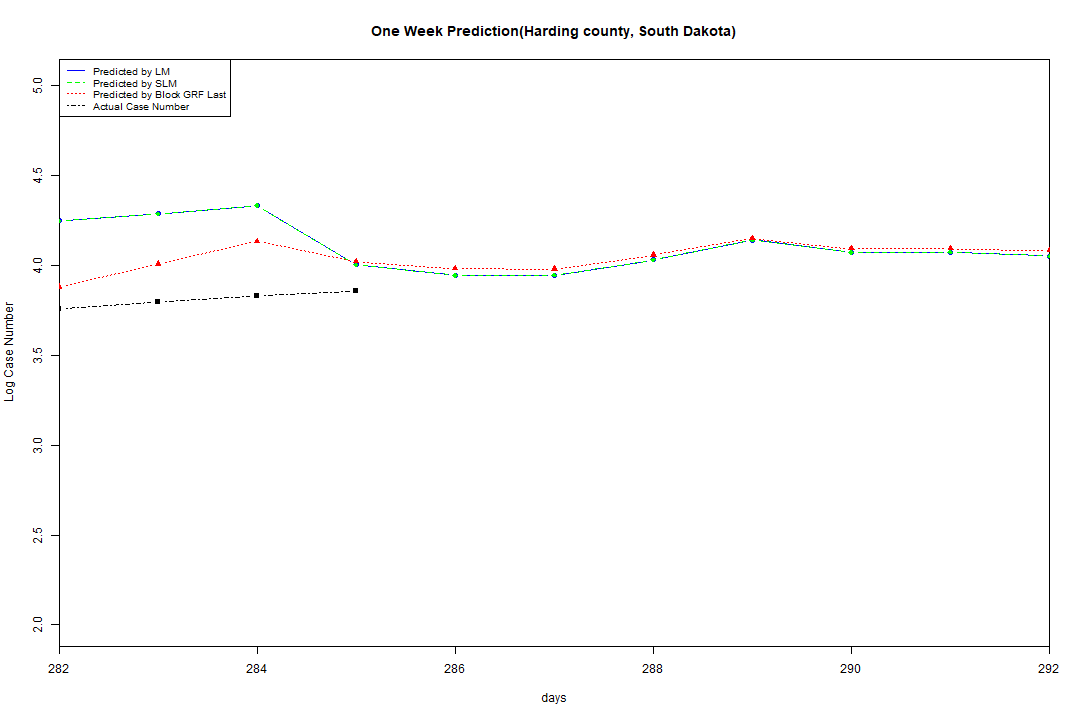 One Week Prediction(Harding county, South Dakota)
Predicted by LM
Predicted by SLM
Predicted by Block GRF Last
Actual Case Number
5.0
4.5
4.0
3.5
3.0
2.5
2.0
Log Case Number
282 284 286 288 290 292
days